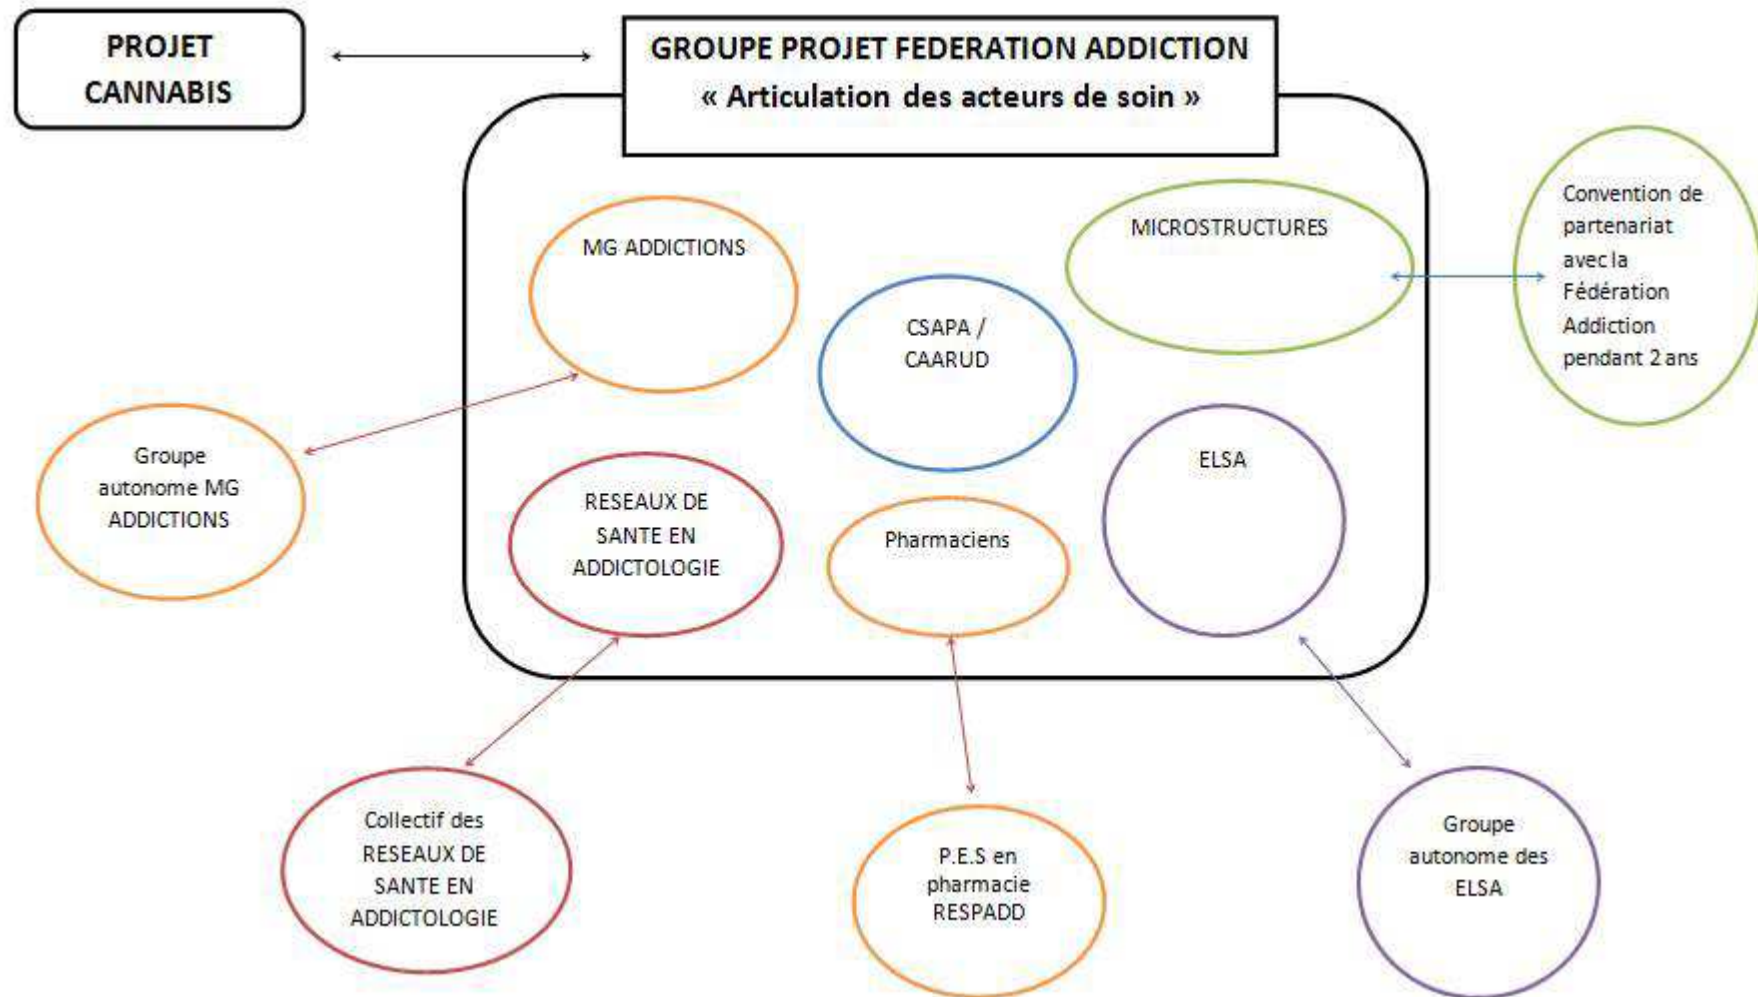 PROJET
CANNABIS
GROUPE PROJET FEDERATION ADDICTION
« Articulation des acteurs de soin »
MG ADDICTIONS
MICROSTRUCTURES
Convention de
partenariat
avec la
Fédération
Addiction
pendant 2 ans
CSAPA /
CAARUD
Groupe
autonome MG
ADDICTIONS
RESEAUX DE
SANTE EN
ADDICTOLOGIE
Pharmaciens
ELSA
Collectif des
RESEAUX DE
SANTE EN
ADDICTOLOGIE
P.E.S en
pharmacie
RESPADD
Groupe
autonome des
ELSA